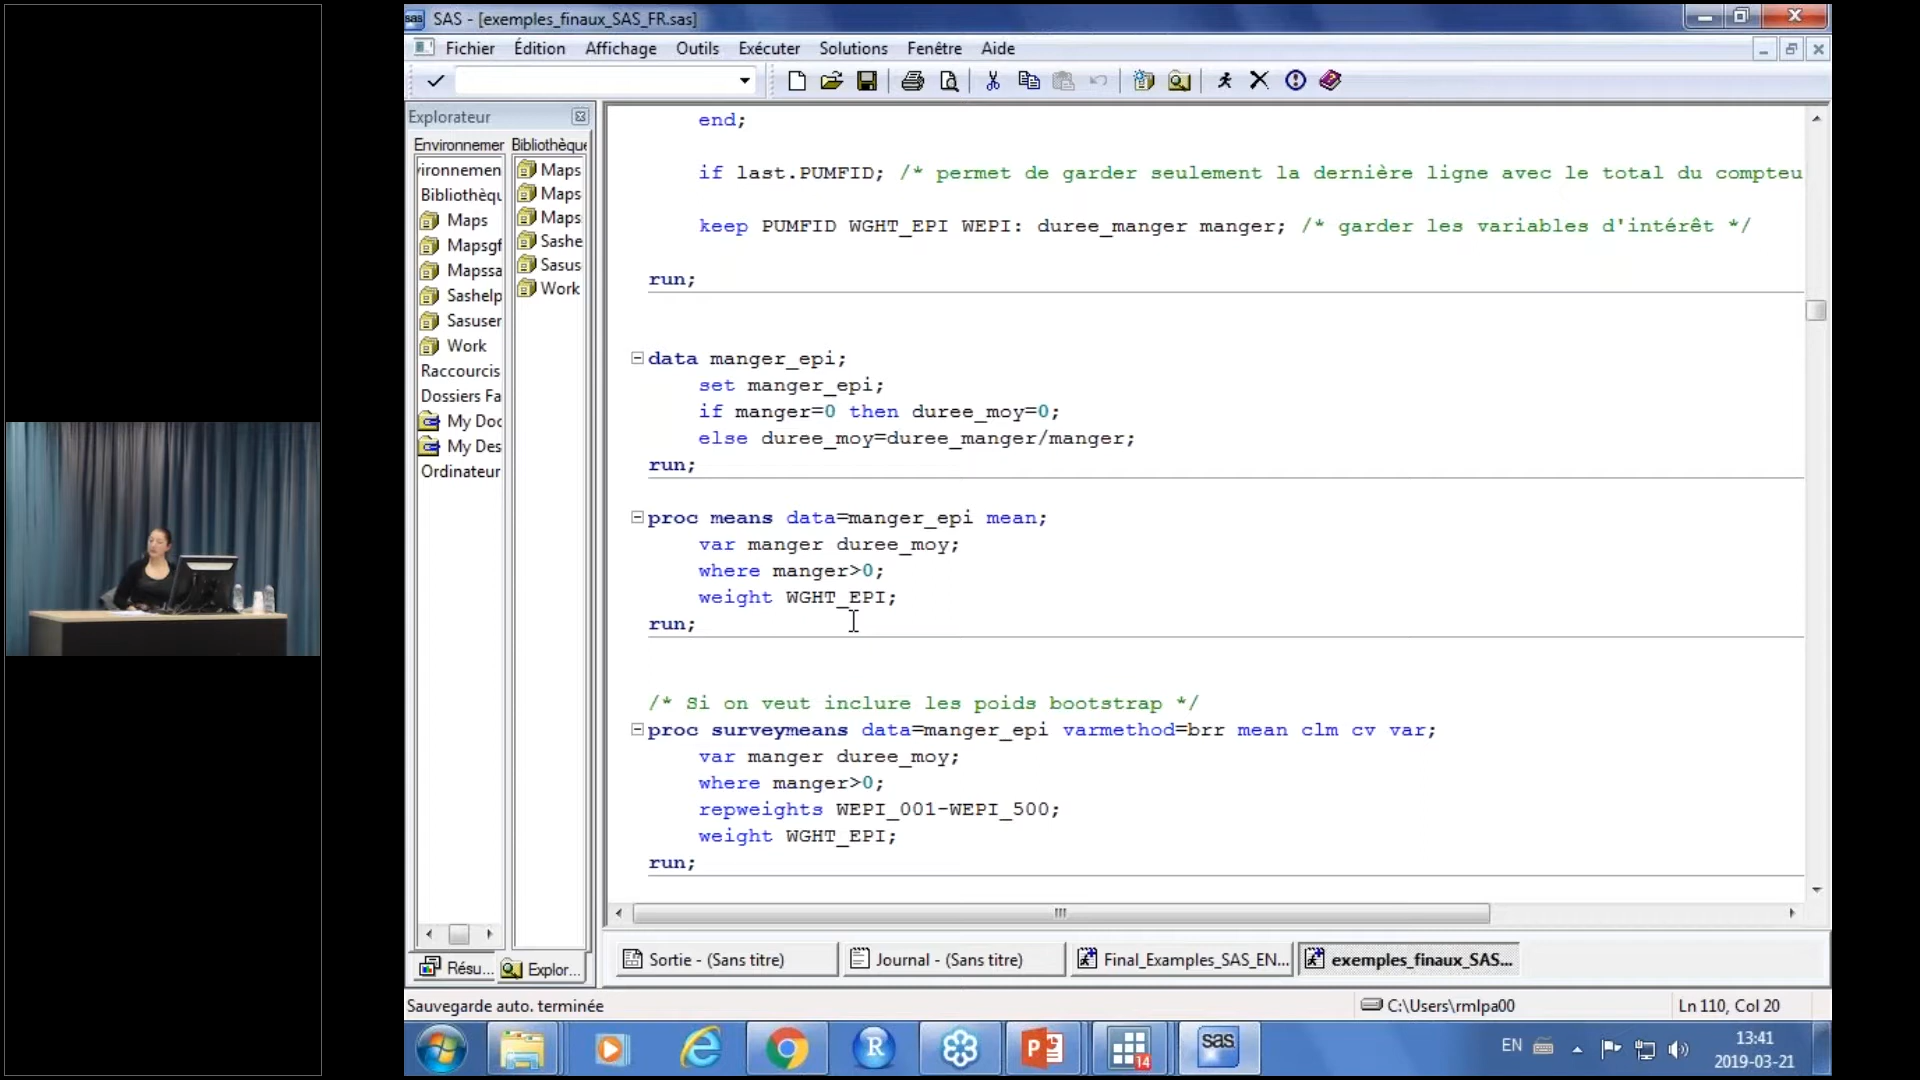 SAS - [exemples_finaux_SAS_FR.sas]
Fichier Édition Affichage Outils Exécuter Solutions Fenêtre Aide
Explorateur
Environnemer
ironnemen
Bibliothèqu
Maps
Mapsgf
Mapssa
Sashelp
Sasuser
Work
Raccourcis
Dossiers Fa
My Doc
My Des
Ordinateur
Bibliothèque
Maps
Maps
Maps
Sashe
Sasus
Work
Résu...
Explor...
end;
if last.PUMFID; /* permet de garder seulement la dernière ligne avec le total du compteu
keep PUMFID WGHT_EPI WEPI: duree_manger manger; /* garder les variables d'intérêt */
run;
data manger_epi;
set manger_epi;
if manger=0 then duree_moy=0;
else duree_moy=duree_manger/manger;
run;
proc means data=manger_epi mean;
var manger duree_moy;
where manger>0;
weight WGHT_EPI;
run;
/* Si on veut inclure les poids bootstrap */
proc surveymeans data=manger_epi varmethod=brr mean clm cv var;
var manger duree_moy;
where manger>0;
repweights WEPI_001-WEPI_500;
weight WGHT_EPI;
run;
Sortie - (Sans titre)
Journal - (Sans titre)
Final_Examples_SAS_EN...
exemples_finaux_SAS...
Sauvegarde auto. terminée
C:\Users\rmlpa00
Ln 110, Col 20
R
P
14
sas
EN
13:41
2019-03-21